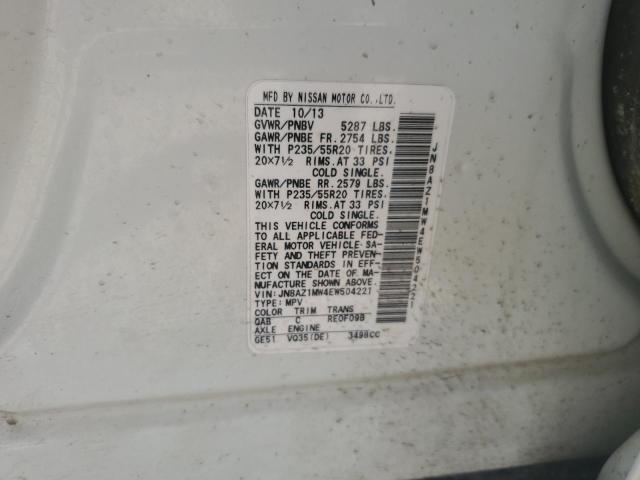 MFD BY NISSAN MOTOR CO.,LTD.
DATE 10/13
GVWR/PNBV 5287 LBS.
GAWR/PNBE FR. 2754 LBS.
WITH P235/55R20 TIRES.
20×7½ RIMS.AT 33 PSI
COLD SINGLE.
GAWR/PNBE RR. 2579 LBS.
WITH P235/55R20 TIRES.
20×7½ RIMS.AT 33 PSI
COLD SINGLE.
THIS VEHICLE CONFORMS
TO ALL APPLICABLE FED-
ERAL MOTOR VEHICLE SA-
FETY AND THEFT PREVENT-
ION STANDARDS IN EFF-
ECT ON THE DATE OF MA-
NUFACTURE SHOWN ABOVE.
VIN:JN8AZ1MW4EW504221
TYPE:MPV
COLOR TRIM TRANS
QAB C RE0F09B
AXLE ENGINE
GE51 VQ35(DE) 3498CC
JN8AZ1MW4EW504221